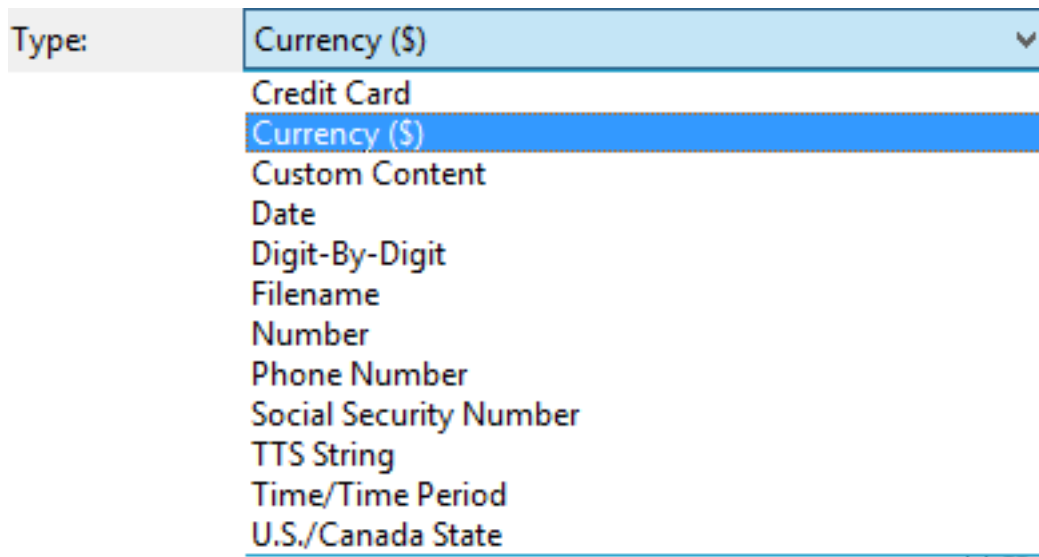 Type: Currency ($)
Credit Card
Currency ($)
Custom Content
Date
Digit-By-Digit
Filename
Number
Phone Number
Social Security Number
TTS String
Time/Time Period
U.S./Canada State